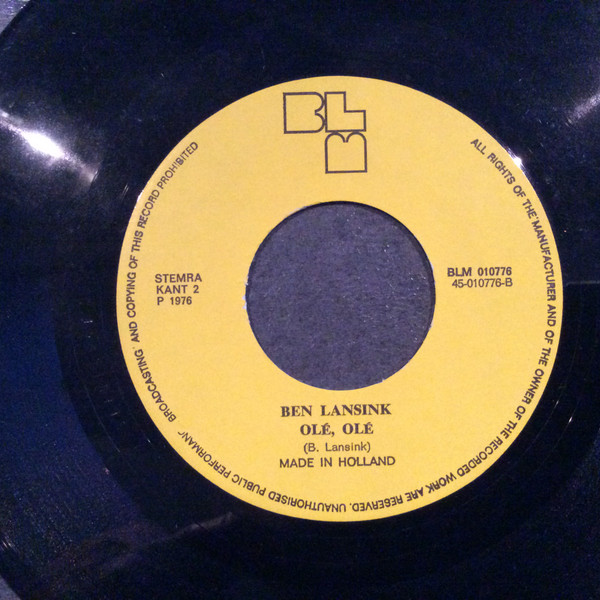 BLM
STEMRA
KANT 2
P 1976
BLM 010776
45-010776-B
BEN LANSINK
OLÉ, OLÉ
(B. Lansink)
MADE IN HOLLAND
ALL RIGHTS OF THE MANUFACTURER AND OF THE OWNER OF THE RECORDED WORK ARE RESERVED. UNAUTHORISED PUBLIC PERFORMANC BROADCASTING AND COPYING OF THIS RECORD PROHIBITED